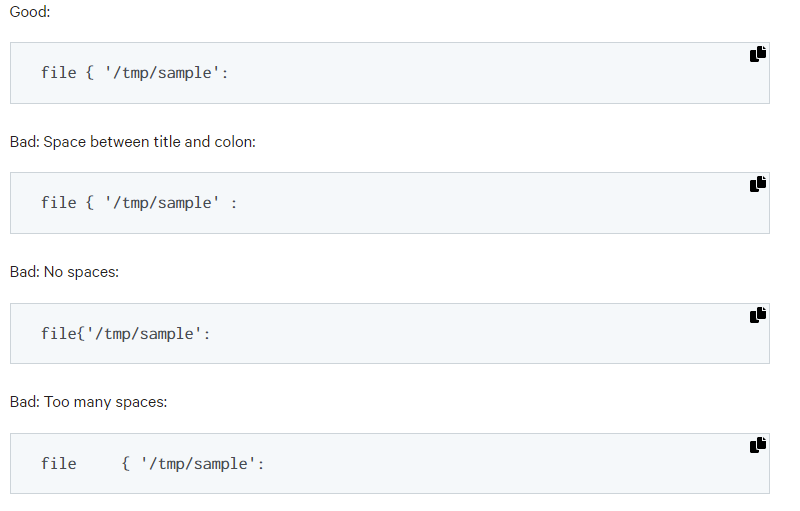 Good:
file { '/tmp/sample':
Bad: Space between title and colon:
file { '/tmp/sample' :
Bad: No spaces:
file{'/tmp/sample':
Bad: Too many spaces:
file     { '/tmp/sample':